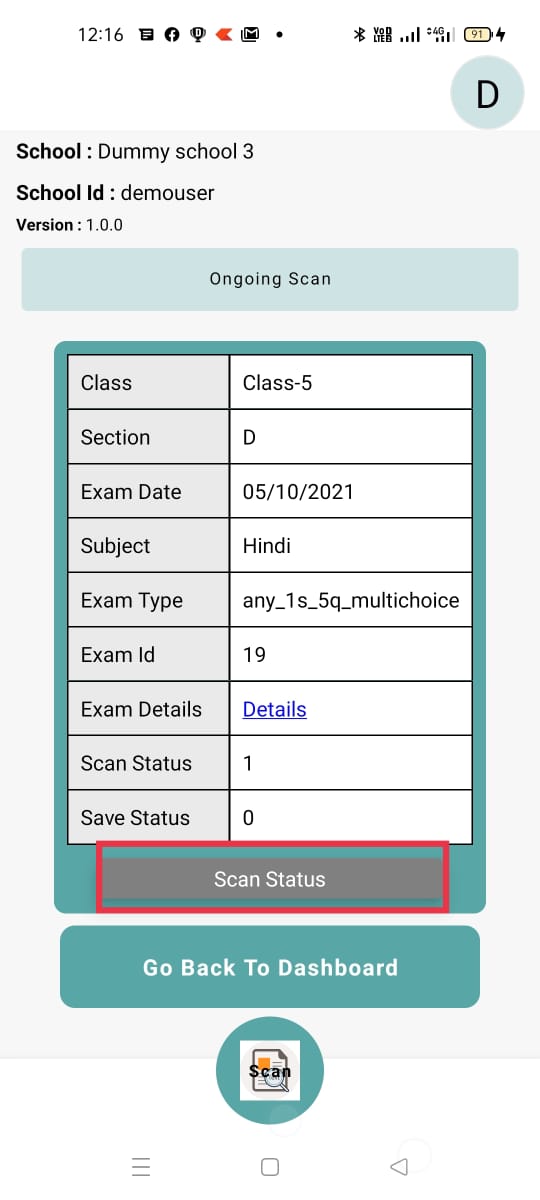 12:16 VoD LTEB 4G 91
D
School : Dummy school 3
School Id : demouser
Version : 1.0.0
Ongoing Scan
Class Class-5
Section D
Exam Date 05/10/2021
Subject Hindi
Exam Type any_1s_5q_multichoice
Exam Id 19
Exam Details Details
Scan Status 1
Save Status 0
Scan Status
Go Back To Dashboard
Scan